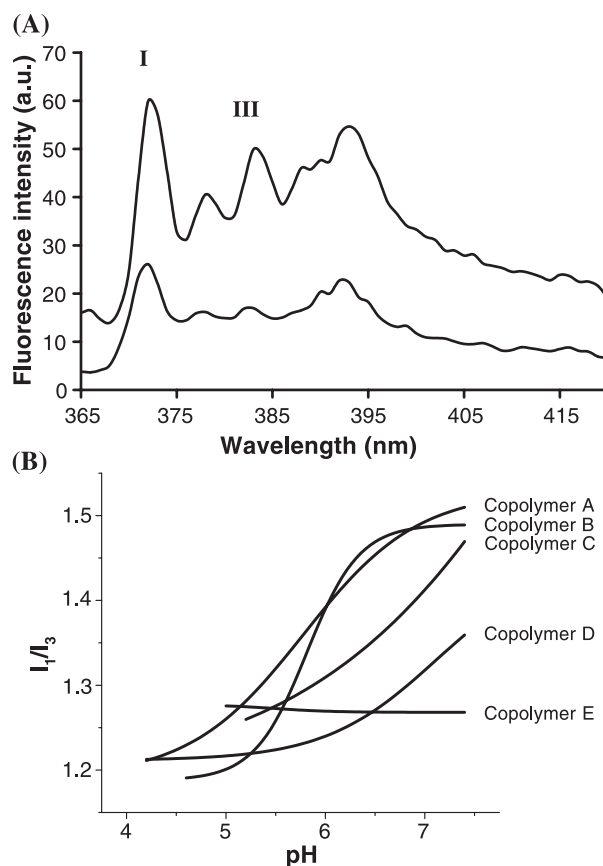 (A)
I
III
70
60
50
40
30
20
10
0
Fluorescence intensity (a.u.)
365 375 385 395 405 415
Wavelength (nm)
(B)
1.5
1.4
1.3
1.2
I₁/I₃
Copolymer A
Copolymer B
Copolymer C
Copolymer D
Copolymer E
4 5 6 7
pH